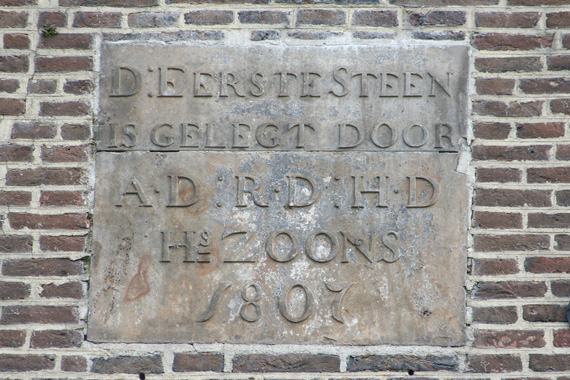 D: EERSTE STEEN
IS GELEGT DOOR
A·D: R·D: H·D
Hs ZOONS
1807